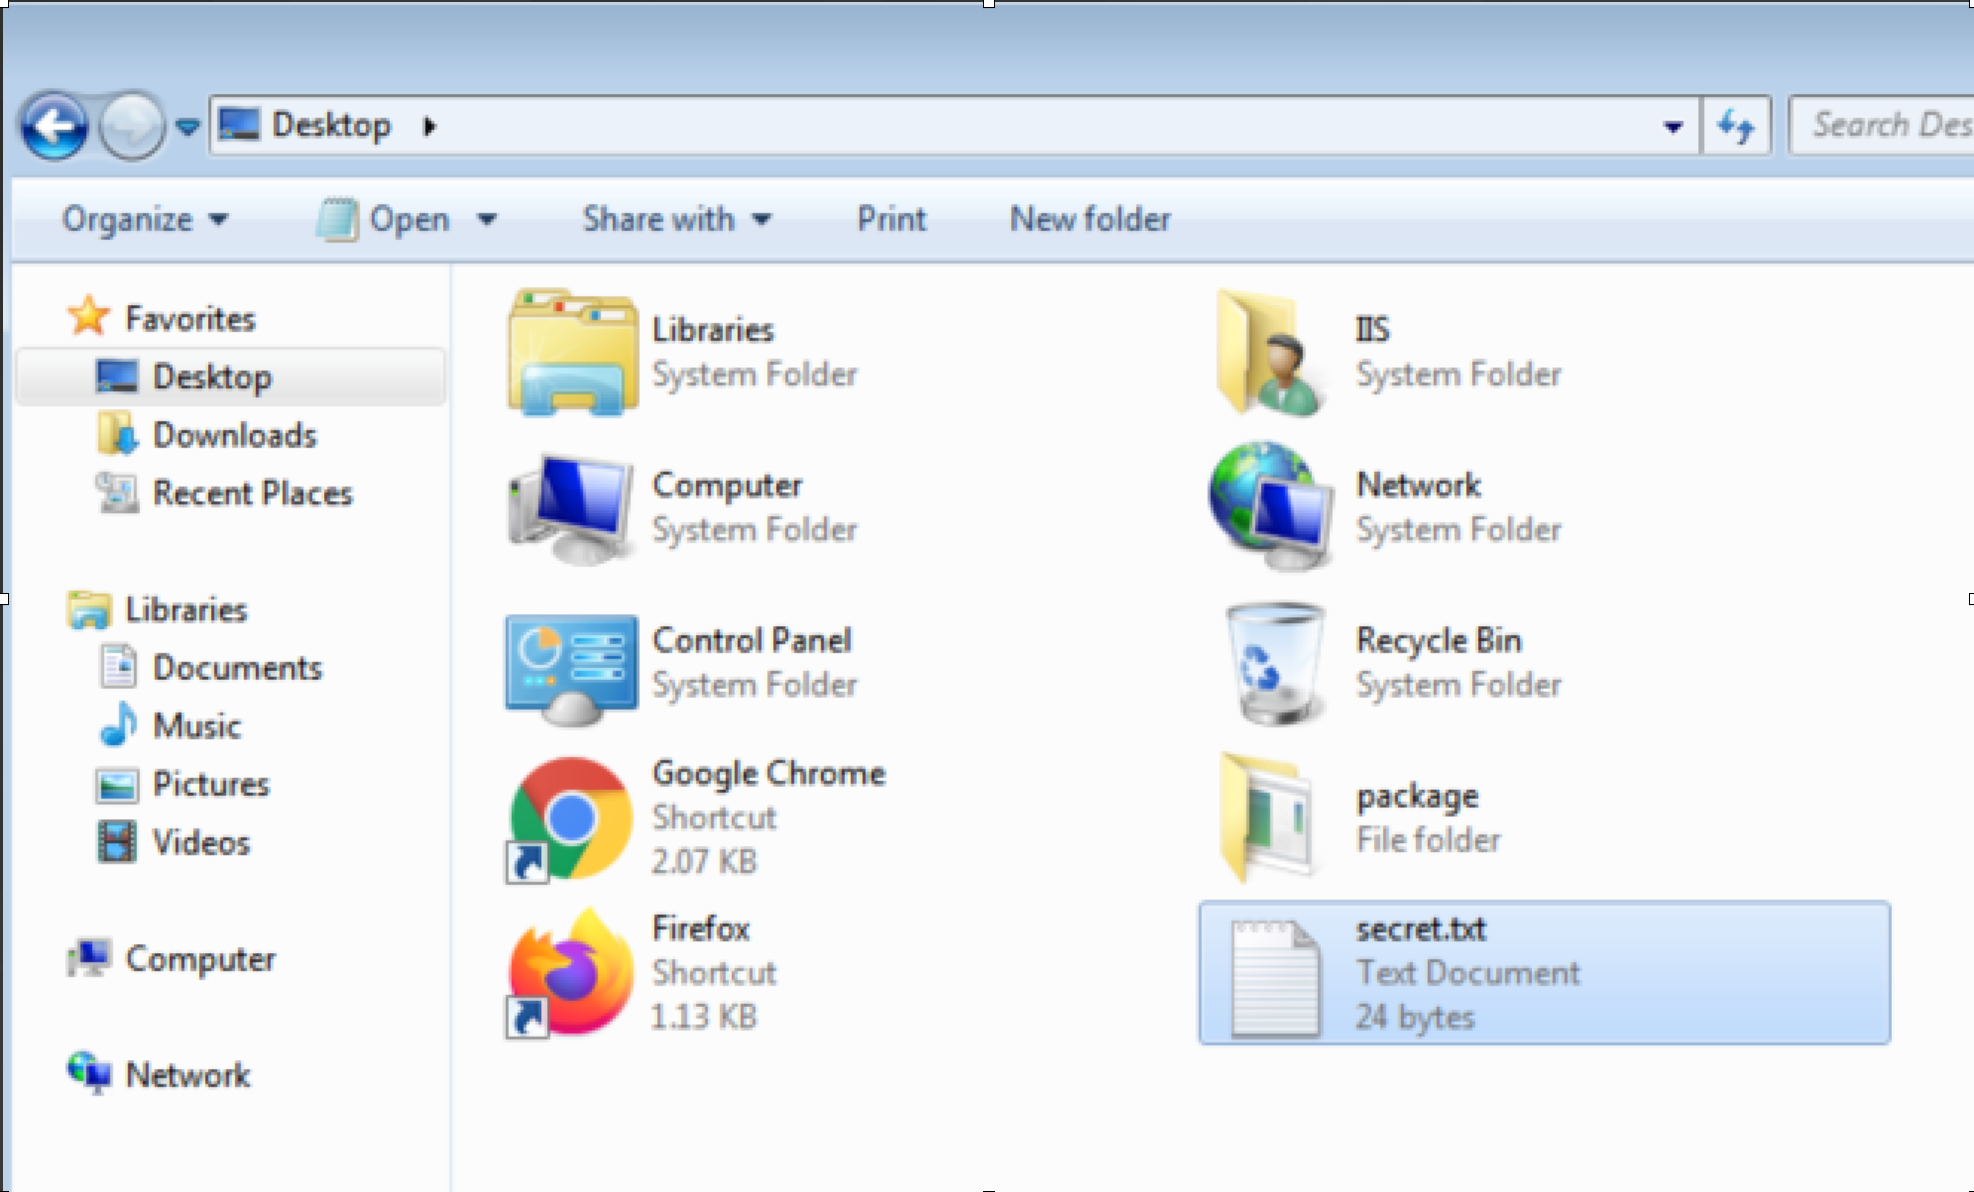 Desktop
Search Des
Organize
Open
Share with
Print
New folder
Favorites
Desktop
Downloads
Recent Places
Libraries
Documents
Music
Pictures
Videos
Computer
Network
Libraries
System Folder
IIS
System Folder
Computer
System Folder
Network
System Folder
Control Panel
System Folder
Recycle Bin
System Folder
Google Chrome
Shortcut
2.07 KB
package
File folder
Firefox
Shortcut
1.13 KB
secret.txt
Text Document
24 bytes